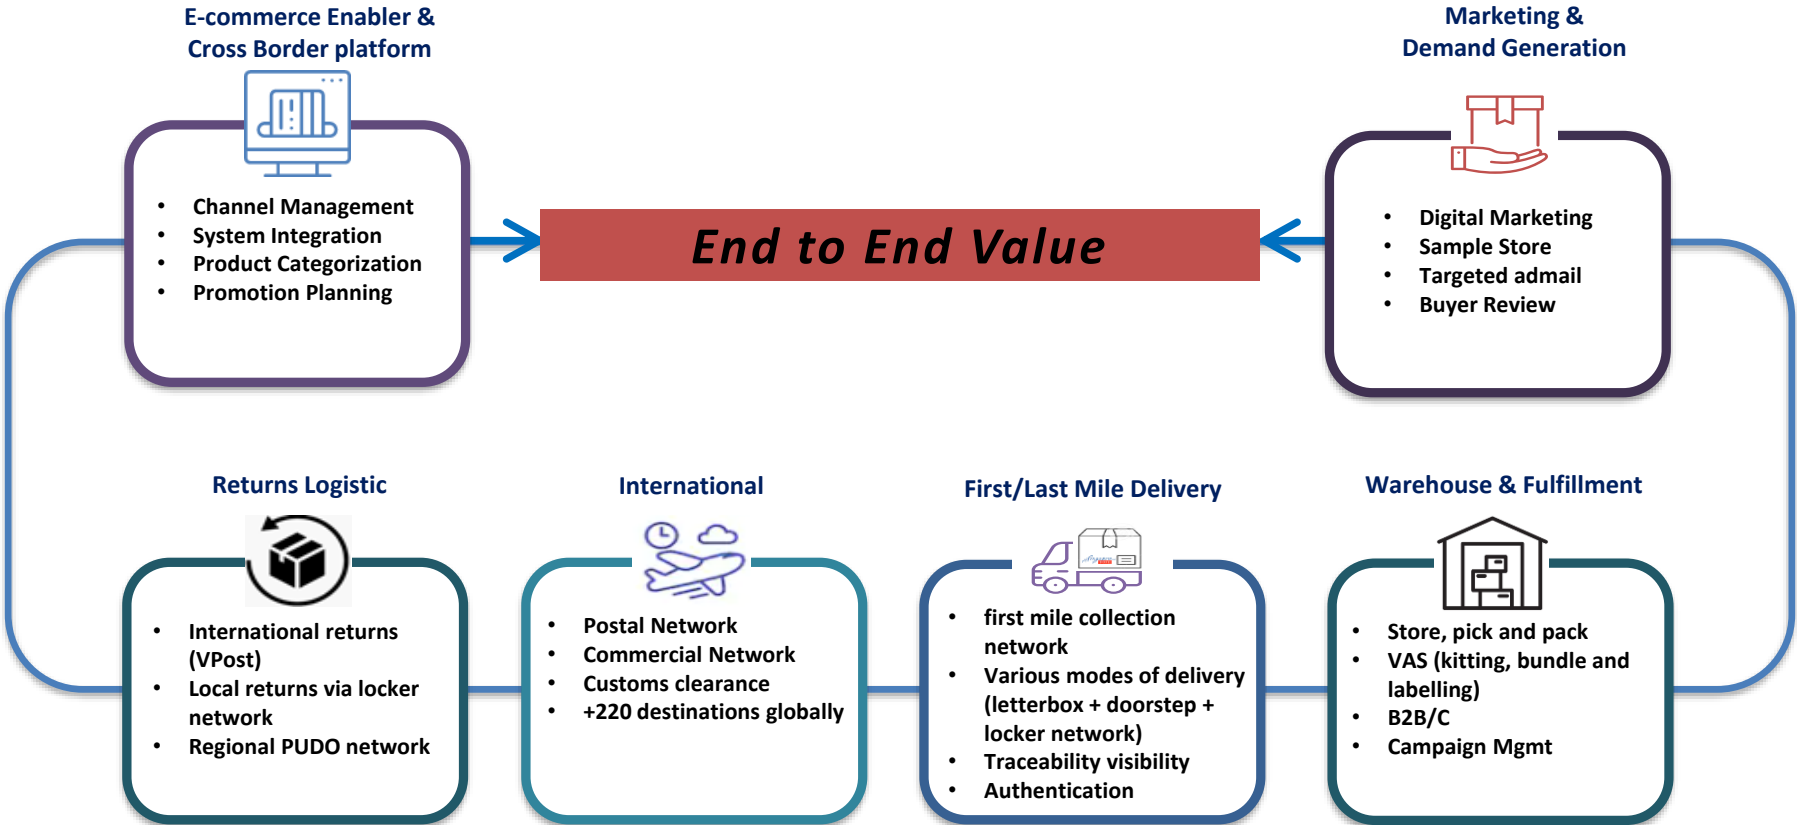 E-commerce Enabler &
Cross Border platform
• Channel Management
• System Integration
• Product Categorization
• Promotion Planning
End to End Value
Marketing &
Demand Generation
• Digital Marketing
• Sample Store
• Targeted admail
• Buyer Review
Returns Logistic
• International returns
(VPost)
• Local returns via locker
network
• Regional PUDO network
International
• Postal Network
• Commercial Network
• Customs clearance
• +220 destinations globally
First/Last Mile Delivery
• first mile collection
network
• Various modes of delivery
(letterbox + doorstep +
locker network)
• Traceability visibility
• Authentication
Warehouse & Fulfillment
• Store, pick and pack
• VAS (kitting, bundle and
labelling)
• B2B/C
• Campaign Mgmt